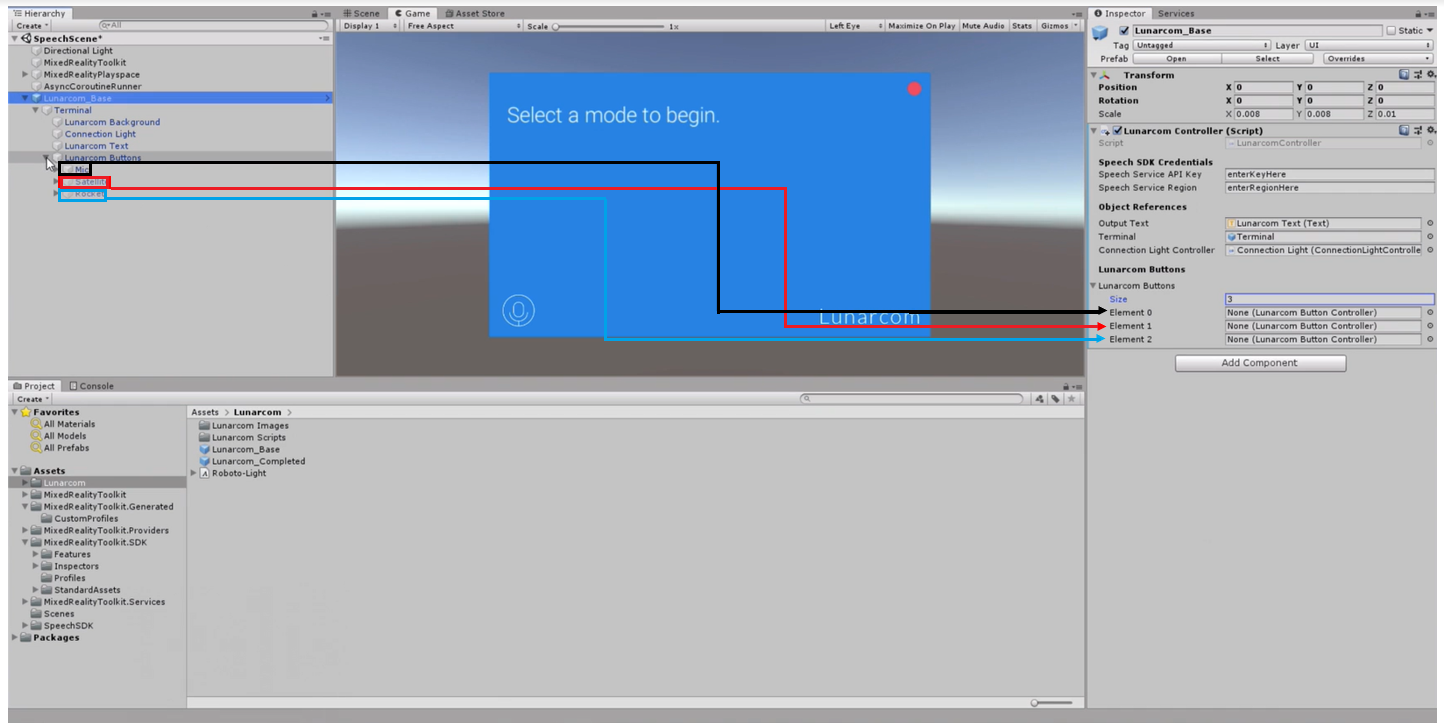 Hierarchy
Create
All
SpeechScene*
Directional Light
MixedRealityToolkit
MixedRealityPlayspace
AsyncCoroutineRunner
Lunarcom_Base
Terminal
Lunarcom Background
Connection Light
Lunarcom Text
Lunarcom Buttons
Mic
Satellite
Rocket
Scene Game Asset Store
Display 1 Free Aspect Scale 1x Left Eye Maximize On Play Mute Audio Stats Gizmos
Select a mode to begin.
Lunarcom
Inspector Services
Lunarcom_Base Static
Tag Untagged Layer UI
Prefab Open Select Overrides
Transform
Position X 0 Y 0 Z 0
Rotation X 0 Y 0 Z 0
Scale X 0.008 Y 0.008 Z 0.01
Lunarcom Controller (Script)
Script LunarcomController
Speech SDK Credentials
Speech Service API Key enterKeyHere
Speech Service Region enterRegionHere
Object References
Output Text Lunarcom Text (Text)
Terminal Terminal
Connection Light Controller Connection Light (ConnectionLightControlle
Lunarcom Buttons
Lunarcom Buttons
Size 3
Element 0 None (Lunarcom Button Controller)
Element 1 None (Lunarcom Button Controller)
Element 2 None (Lunarcom Button Controller)
Add Component
Project Console
Create
Favorites
All Materials
All Models
All Prefabs
Assets
Lunarcom
MixedRealityToolkit
MixedRealityToolkit.Generated
CustomProfiles
MixedRealityToolkit.Providers
MixedRealityToolkit.SDK
Features
Inspectors
Profiles
StandardAssets
MixedRealityToolkit.Services
Scenes
SpeechSDK
Packages
Assets > Lunarcom >
Lunarcom Images
Lunarcom Scripts
Lunarcom_Base
Lunarcom_Completed
Roboto-Light